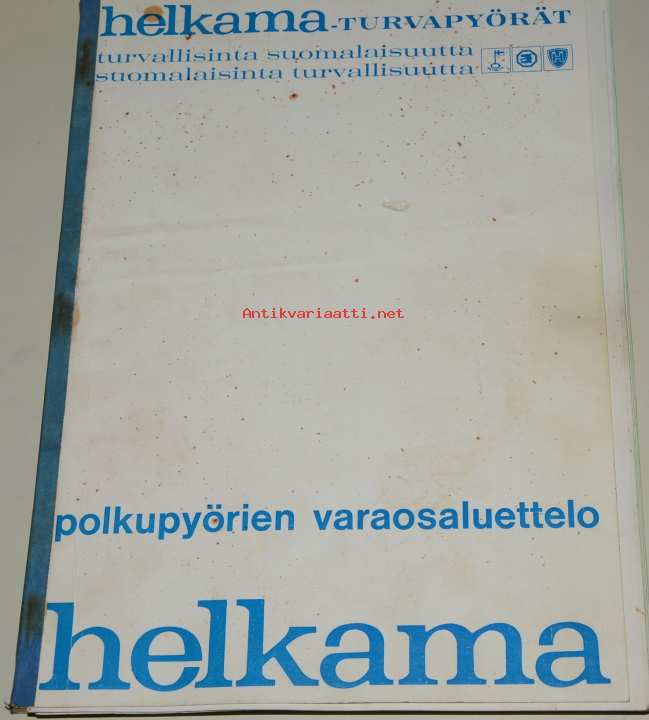 helkama-TURVAPYÖRÄT
turvallisinta suomalaisuutta
suomalaisinta turvallisuutta
Antikvariaatti.net
polkupyörien varaosaluettelo
helkama